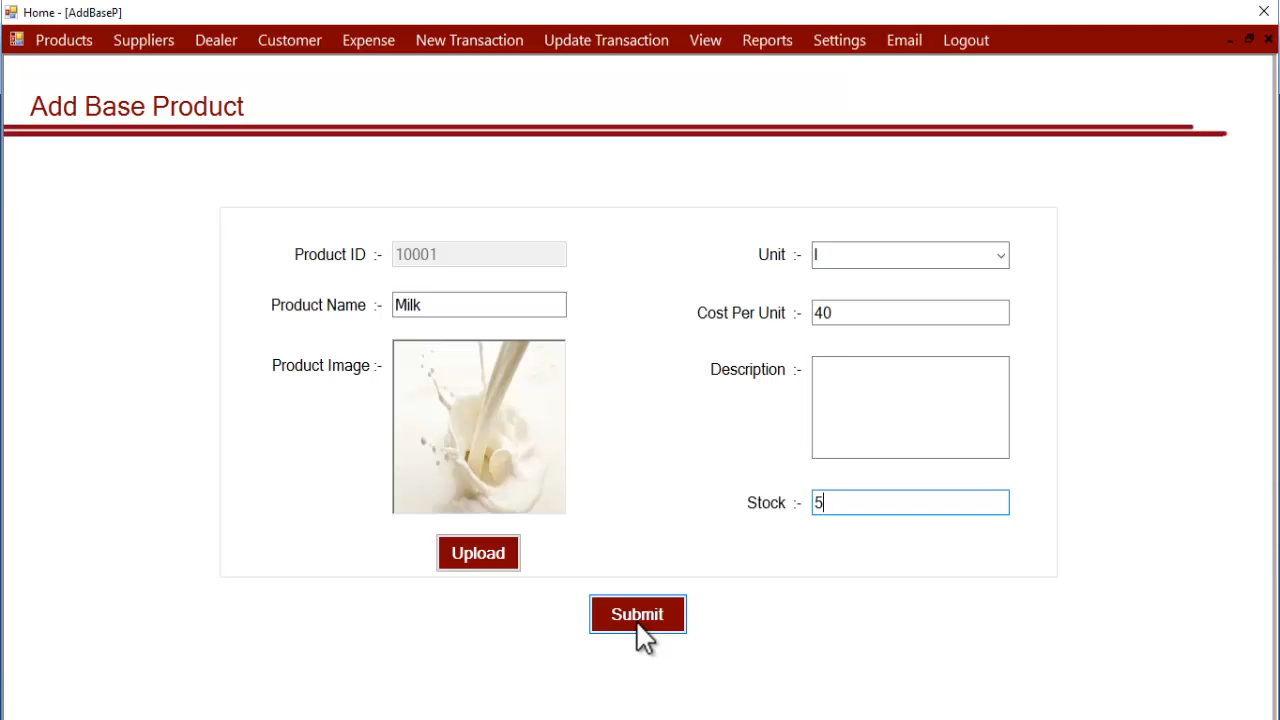 Home - [AddBaseP]
Products Suppliers Dealer Customer Expense New Transaction Update Transaction View Reports Settings Email Logout
Add Base Product
Product ID :- 10001
Unit :- l
Product Name :- Milk
Cost Per Unit :- 40
Product Image :-
Description :-
Stock :- 5
Upload
Submit